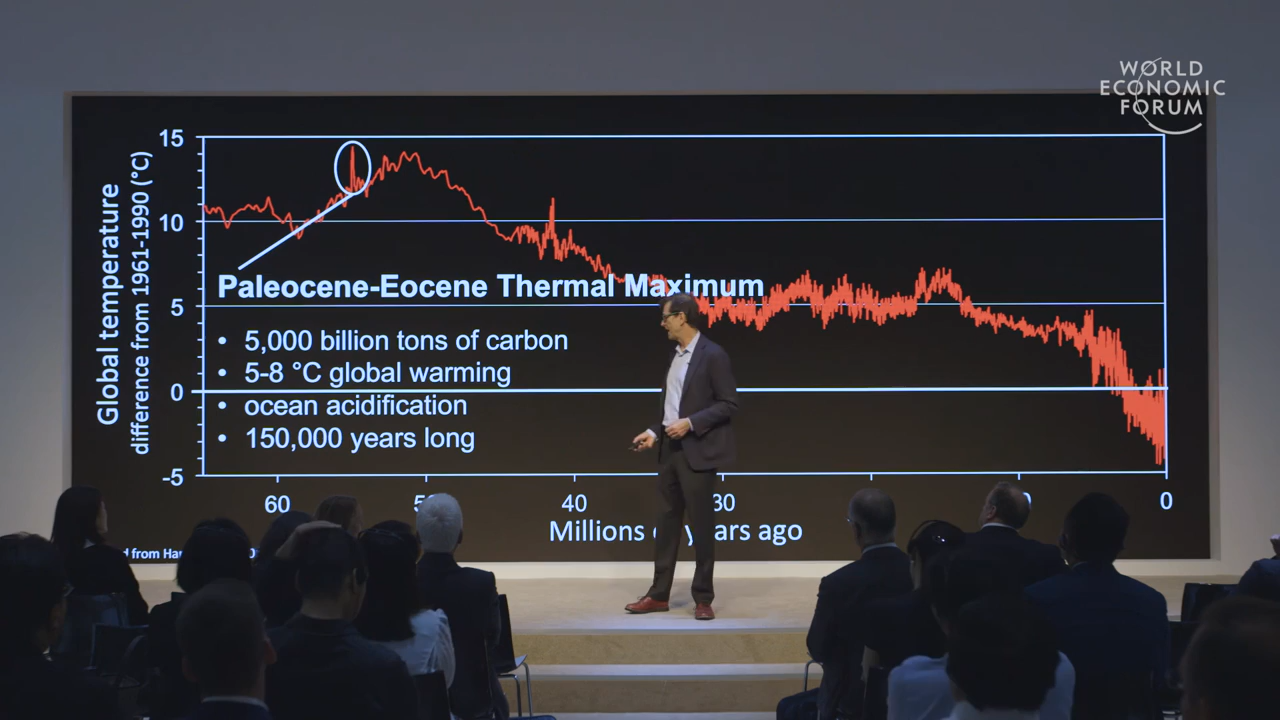 WORLD
ECONOMIC
FORUM
Global temperature
difference from 1961-1990 (°C)
15
10
5
0
-5
Paleocene-Eocene Thermal Maximum
• 5,000 billion tons of carbon
• 5-8 °C global warming
• ocean acidification
• 150,000 years long
60
40
30
0
Millions years ago
from